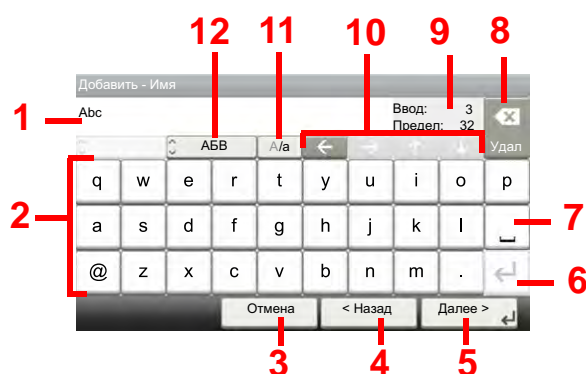 12 11 10 9 8
Добавить - Имя
1 Abc Ввод: 3
Предел: 32
АБВ A/a ← → ↑ ↓ Удал
q w e r t y u i o p
2 a s d f g h j k l 7
@ z x c v b n m . 6
Отмена < Назад Далее >
3 4 5